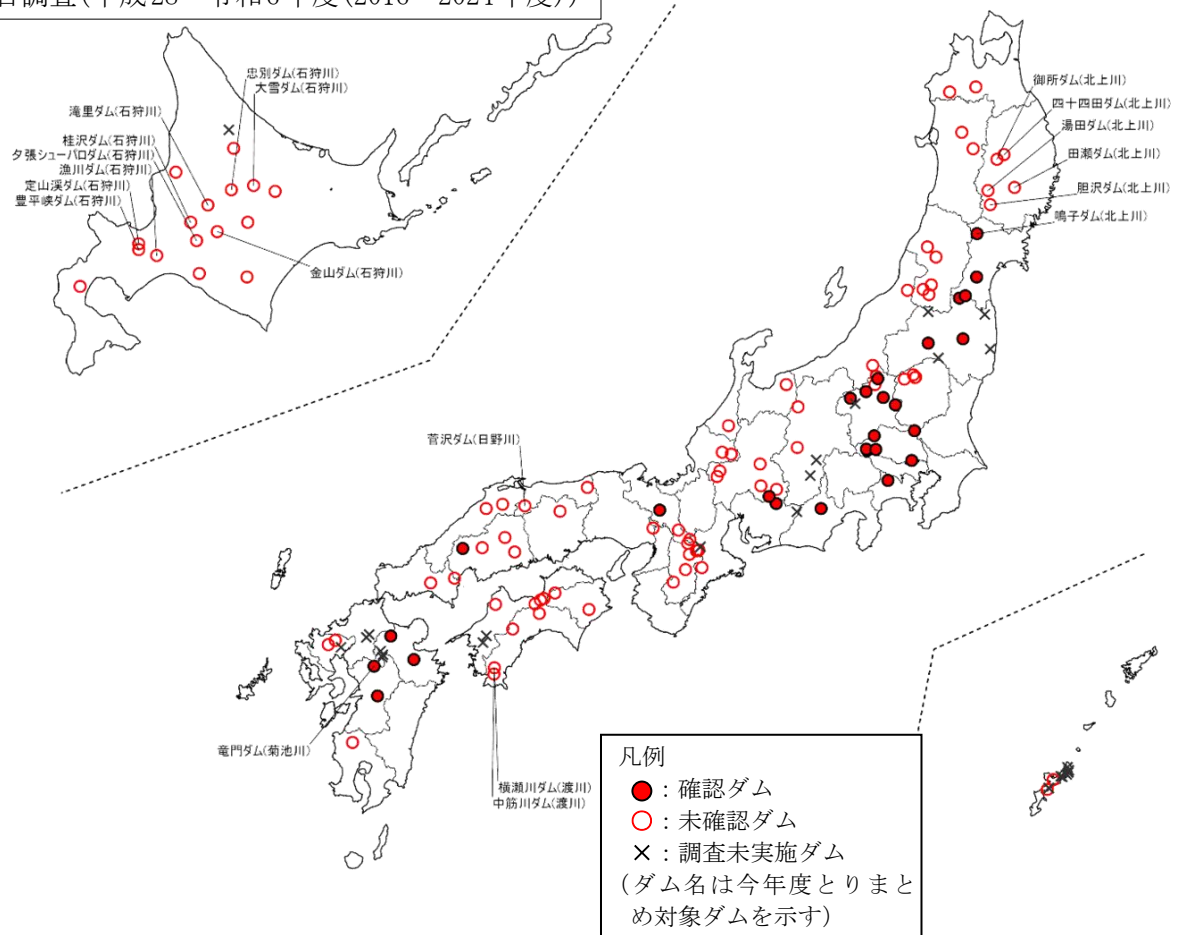 忠別ダム(石狩川)
大雪ダム(石狩川)
滝里ダム(石狩川)
桂沢ダム(石狩川)
夕張シューパロダム(石狩川)
漁川ダム(石狩川)
定山渓ダム(石狩川)
豊平峡ダム(石狩川)
金山ダム(石狩川)
御所ダム(北上川)
四十四田ダム(北上川)
湯田ダム(北上川)
田瀬ダム(北上川)
胆沢ダム(北上川)
鳴子ダム(北上川)
菅沢ダム(日野川)
竜門ダム(菊池川)
横瀬川ダム(渡川)
中筋川ダム(渡川)
凡例
：確認ダム
：未確認ダム
×：調査未実施ダム
(ダム名は今年度とりまと
め対象ダムを示す)